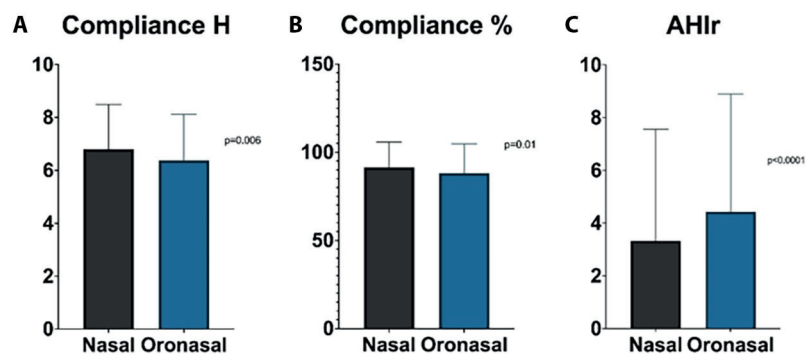 A Compliance H
10
8
6
4
2
0
p=0.006
Nasal Oronasal
B Compliance %
150
100
50
0
p=0.01
Nasal Oronasal
C AHIr
10
8
6
4
2
0
p<0.0001
Nasal Oronasal